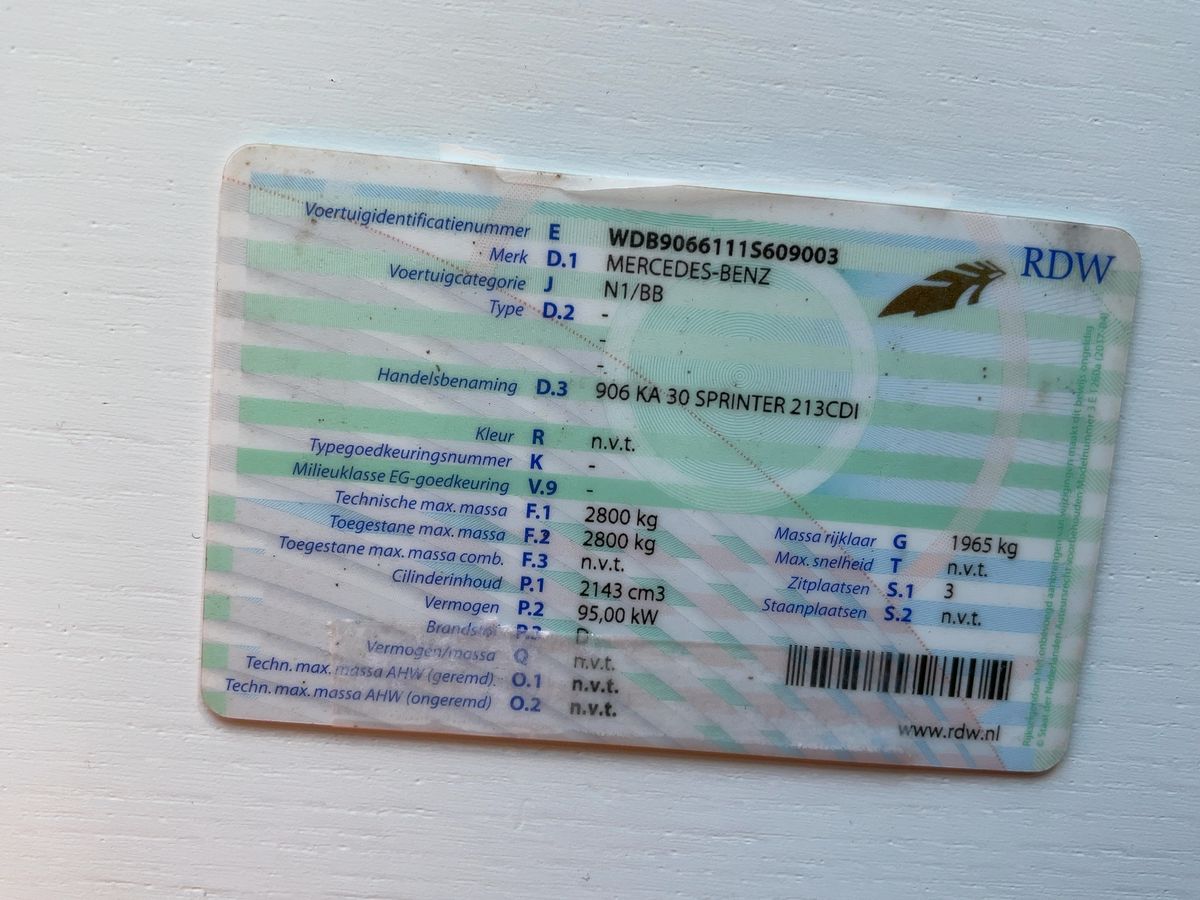 Voertuigidentificatienummer E WDB9066111S609003
Merk D.1 MERCEDES-BENZ
Voertuigcategorie J N1/BB
Type D.2 -
-
-
Handelsbenaming D.3 906 KA 30 SPRINTER 213CDI
Kleur R n.v.t.
Typegoedkeuringsnummer K -
Milieuklasse EG-goedkeuring V.9 -
Technische max. massa F.1 2800 kg
Toegestane max. massa F.2 2800 kg
Toegestane max. massa comb. F.3 n.v.t.
Cilinderinhoud P.1 2143 cm3
Vermogen P.2 95,00 kW
Brandstof P.3 D
Vermogen/massa Q n.v.t.
Techn. max. massa AHW (geremd) O.1 n.v.t.
Techn. max. massa AHW (ongeremd) O.2 n.v.t.
RDW
Massa rijklaar G 1965 kg
Max. snelheid T n.v.t.
Zitplaatsen S.1 3
Staanplaatsen S.2 n.v.t.
www.rdw.nl